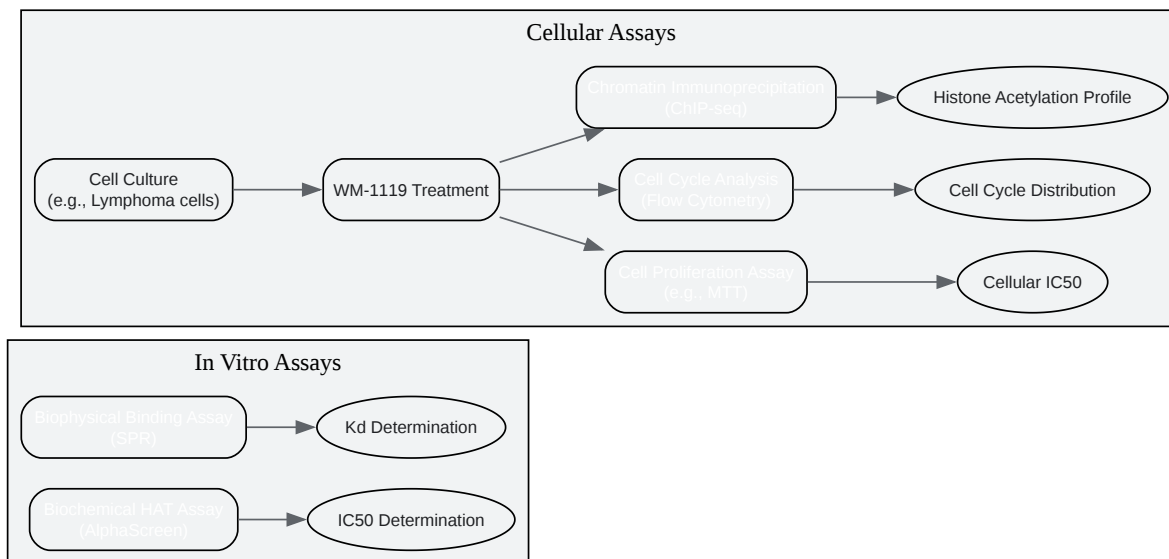 Cellular Assays
Chromatin Immunoprecipitation
(ChIP-seq)
Histone Acetylation Profile
Cell Culture
(e.g., Lymphoma cells)
WM-1119 Treatment
Cell Cycle Analysis
(Flow Cytometry)
Cell Cycle Distribution
Cell Proliferation Assay
(e.g., MTT)
Cellular IC50
In Vitro Assays
Biophysical Binding Assay
(SPR)
Kd Determination
Biochemical HAT Assay
(AlphaScreen)
IC50 Determination